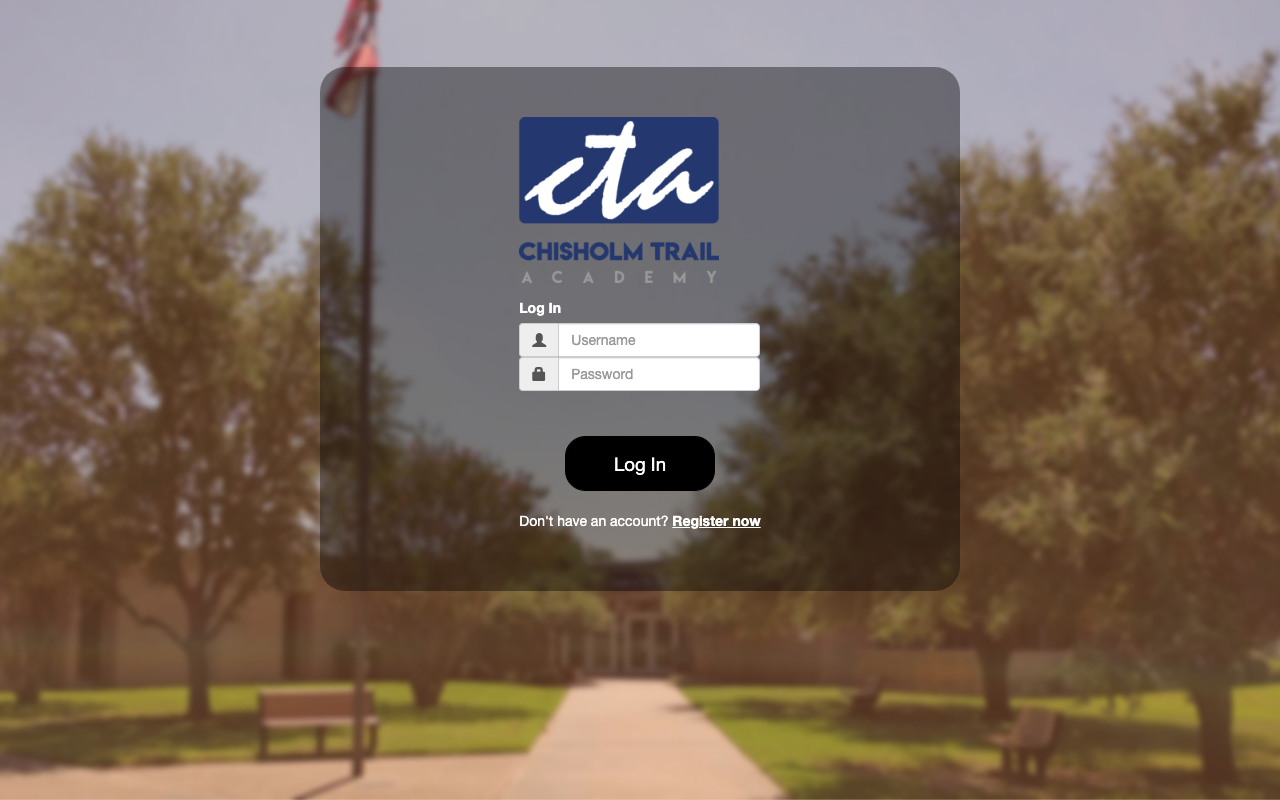 cta
CHISHOLM TRAIL
ACADEMY
Log In
Username
Password
Log In
Don't have an account? Register now